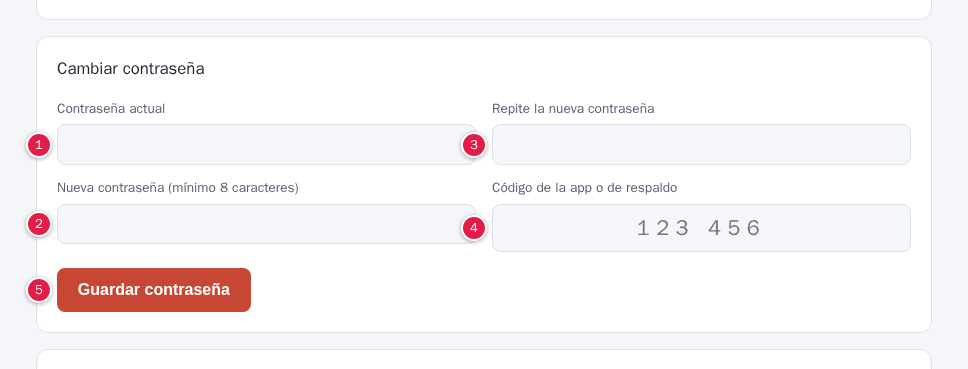 Cambiar contraseña
Contraseña actual
1
Nueva contraseña (mínimo 8 caracteres)
2
Repite la nueva contraseña
3
Código de la app o de respaldo
4
123 456
5
Guardar contraseña